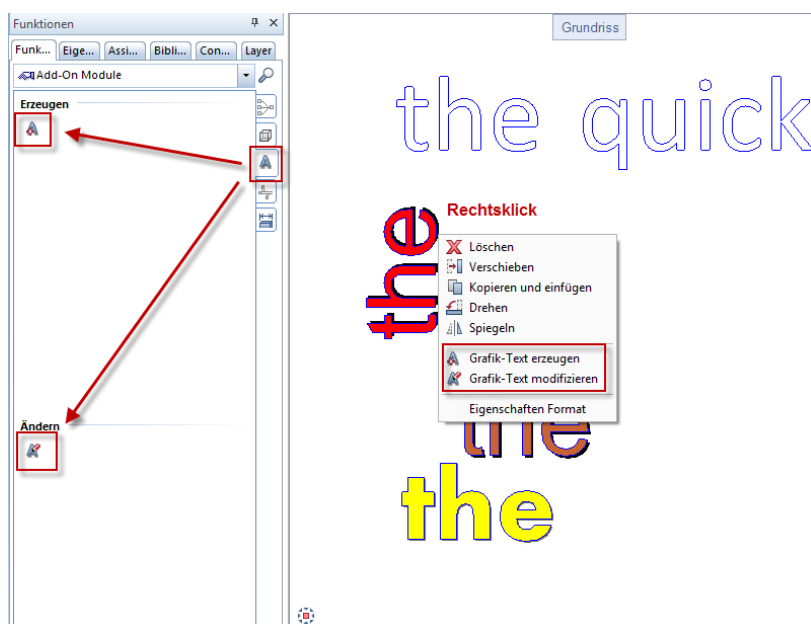 Funktionen
Funk...
Eige...
Assi...
Bibli...
Con...
Layer
Add-On Module
Erzeugen
Ändern
Grundriss
the quick
the
Rechtsklick
Löschen
Verschieben
Kopieren und einfügen
Drehen
Spiegeln
Grafik-Text erzeugen
Grafik-Text modifizieren
Eigenschaften Format
the
the